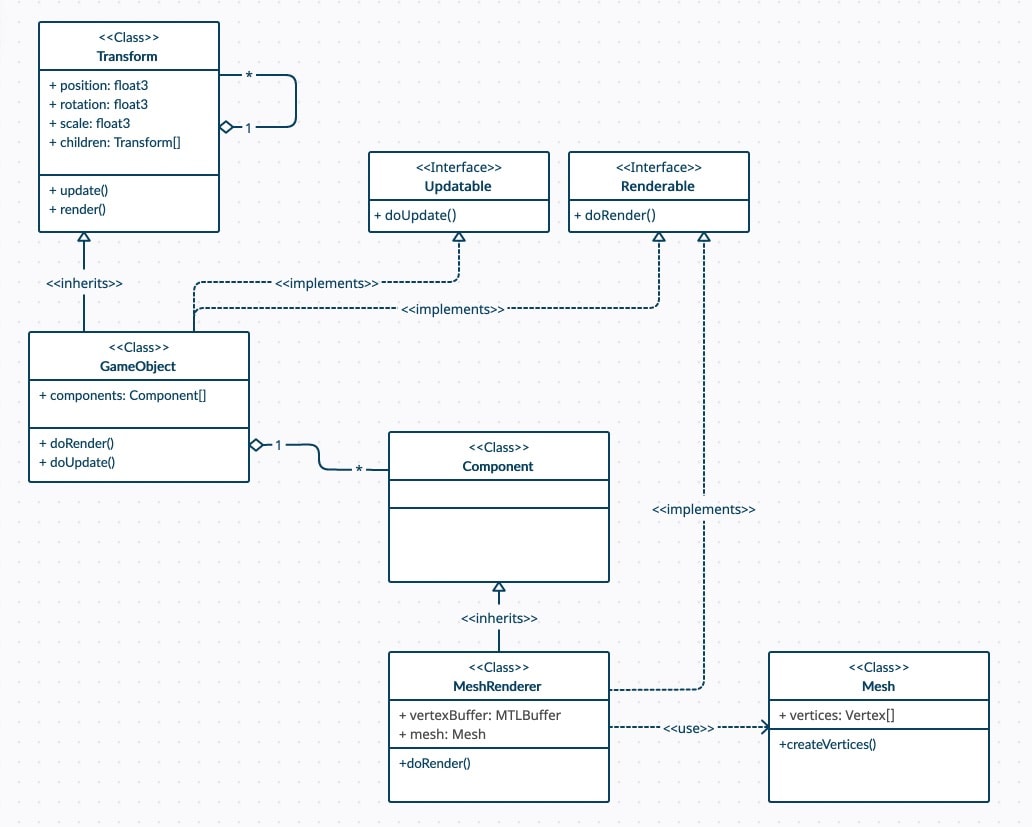 <<Class>>
Transform
+ position: float3
+ rotation: float3
+ scale: float3
+ children: Transform[]
+ update()
+ render()
*
1
<<Interface>>
Updatable
+ doUpdate()
<<Interface>>
Renderable
+ doRender()
<<inherits>>
<<implements>>
<<implements>>
<<Class>>
GameObject
+ components: Component[]
+ doRender()
+ doUpdate()
1
*
<<Class>>
Component
<<implements>>
<<inherits>>
<<Class>>
MeshRenderer
+ vertexBuffer: MTLBuffer
+ mesh: Mesh
+doRender()
<<use>>
<<Class>>
Mesh
+ vertices: Vertex[]
+createVertices()